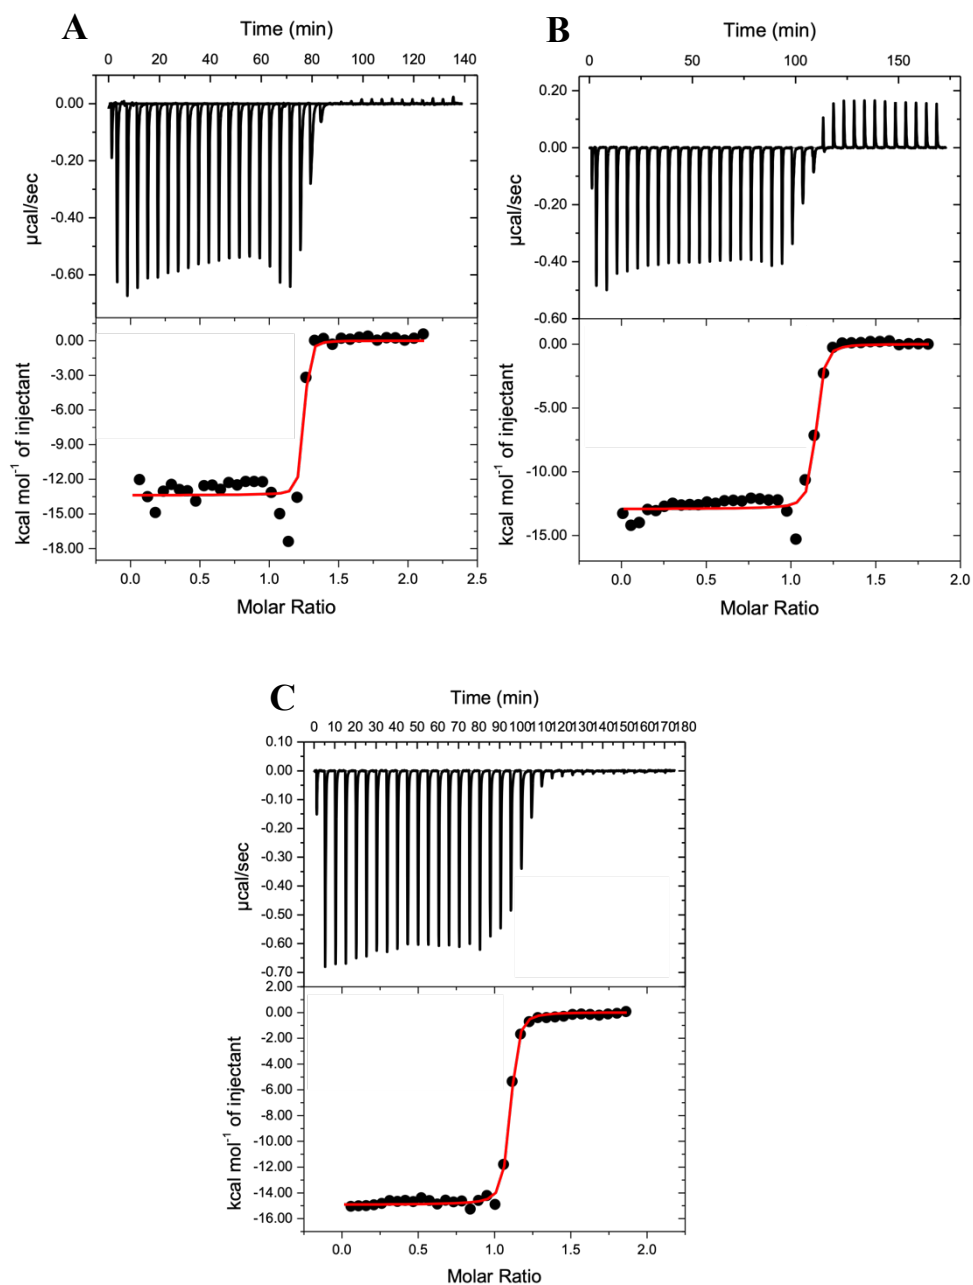 A
Time (min)
0 20 40 60 80 100 120 140
0.00
-0.20
-0.40
-0.60
µcal/sec
0.00
-3.00
-6.00
-9.00
-12.00
-15.00
-18.00
kcal mol⁻¹ of injectant
0.0 0.5 1.0 1.5 2.0 2.5
Molar Ratio
B
Time (min)
0 50 100 150
0.20
0.00
-0.20
-0.40
-0.60
µcal/sec
0.00
-5.00
-10.00
-15.00
kcal mol⁻¹ of injectant
0.0 0.5 1.0 1.5 2.0
Molar Ratio
C
Time (min)
0 10 20 30 40 50 60 70 80 90 100 110 120 130 140 150 160 170 180
0.10
0.00
-0.10
-0.20
-0.30
-0.40
-0.50
-0.60
-0.70
µcal/sec
2.00
0.00
-2.00
-4.00
-6.00
-8.00
-10.00
-12.00
-14.00
-16.00
kcal mol⁻¹ of injectant
0.0 0.5 1.0 1.5 2.0
Molar Ratio